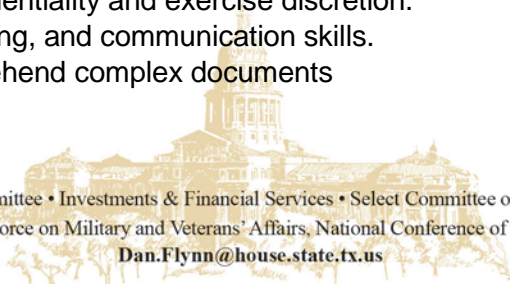 entiality and exercise discretion.
ng, and communication skills.
ehend complex documents
mittee • Investments & Financial Services • Select Committee o
orce on Military and Veterans’ Affairs, National Conference of
Dan.Flynn@house.state.tx.us